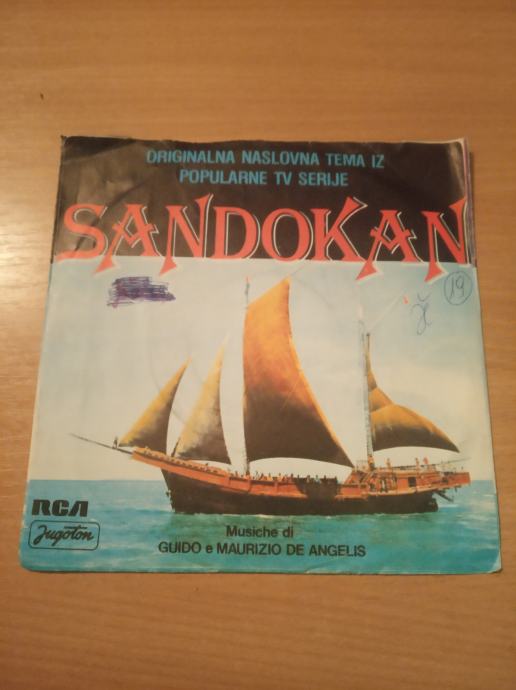 ORIGINALNA NASLOVNA TEMA IZ
POPULARNE TV SERIJE
SANDOKAN
19
ž
RCA
Jugoton
Musiche di
GUIDO e MAURIZIO DE ANGELIS